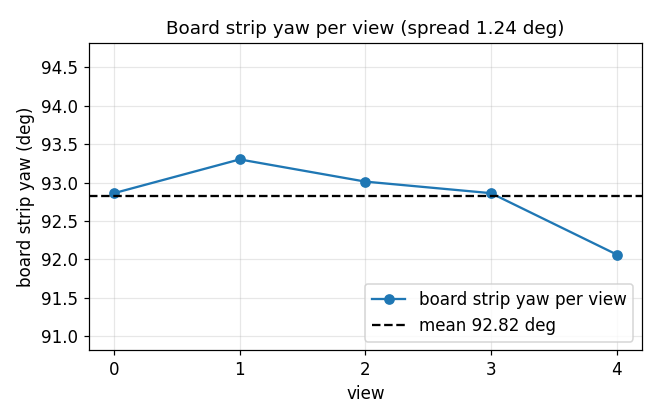 Board strip yaw per view (spread 1.24 deg)
board strip yaw (deg)
94.5
94.0
93.5
93.0
92.5
92.0
91.5
91.0
board strip yaw per view
mean 92.82 deg
0 1 2 3 4
view